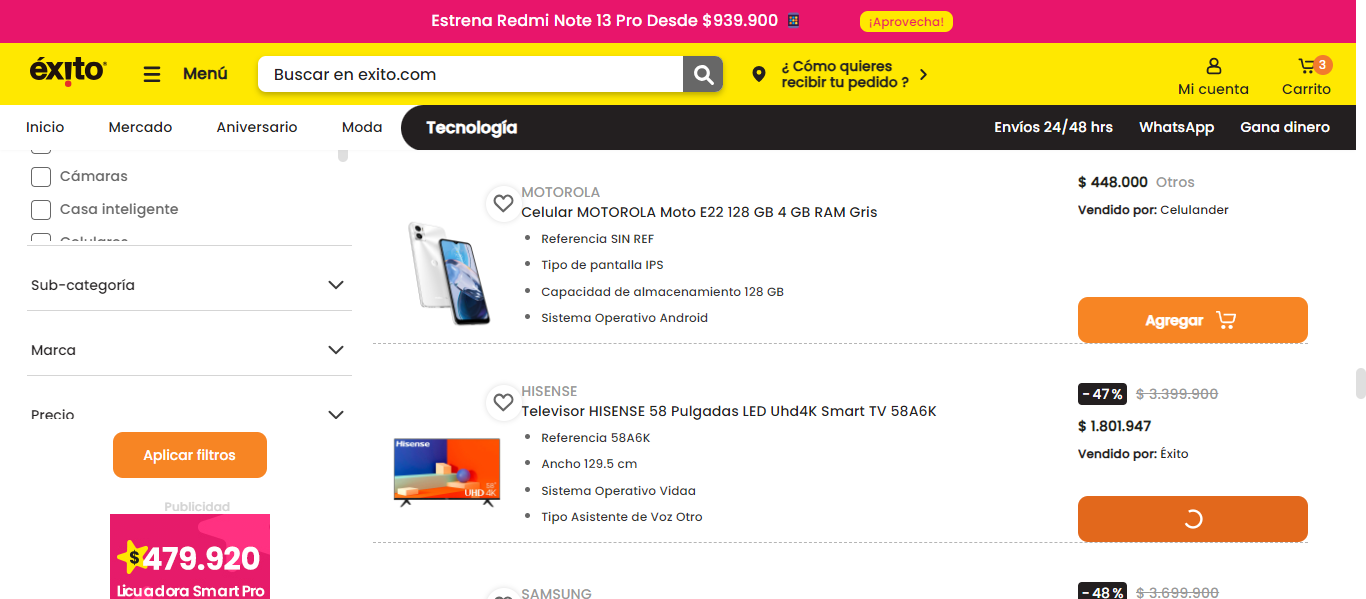 Estrena Redmi Note 13 Pro Desde $939.900
¡Aprovecha!
éxito
Menú
Buscar en exito.com
¿ Cómo quieres
recibir tu pedido ?
Mi cuenta
3
Carrito
Inicio
Mercado
Aniversario
Moda
Tecnología
Envíos 24/48 hrs
WhatsApp
Gana dinero
Cámaras
Casa inteligente
Celulares
Sub-categoría
Marca
Precio
Aplicar filtros
Publicidad
$479.920
Licuadora Smart Pro
MOTOROLA
Celular MOTOROLA Moto E22 128 GB 4 GB RAM Gris
Referencia SIN REF
Tipo de pantalla IPS
Capacidad de almacenamiento 128 GB
Sistema Operativo Android
$ 448.000 Otros
Vendido por: Celulander
Agregar
HISENSE
Televisor HISENSE 58 Pulgadas LED Uhd4K Smart TV 58A6K
Referencia 58A6K
Ancho 129.5 cm
Sistema Operativo Vidaa
Tipo Asistente de Voz Otro
Hisense
58"
UHD 4K
- 47% $ 3.399.900
$ 1.801.947
Vendido por: Éxito
SAMSUNG
- 48% $ 3.699.900